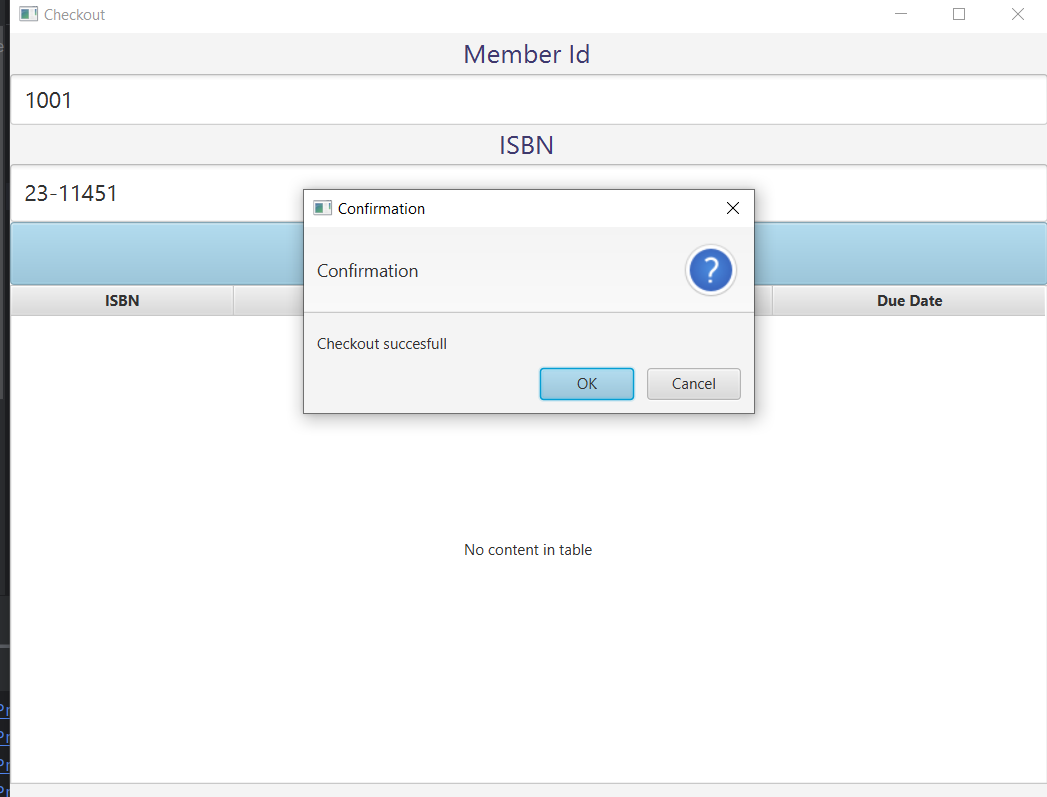 Checkout
Member Id
1001
ISBN
23-11451
Confirmation
Confirmation
?
Checkout succesfull
OK Cancel
ISBN Due Date
No content in table